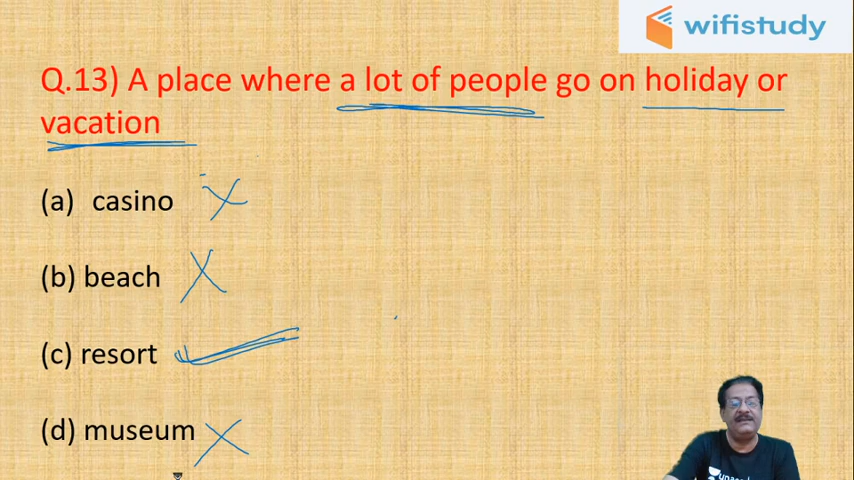 wifistudy
Q.13) A place where a lot of people go on holiday or
vacation
(a) casino
(b) beach
(c) resort
(d) museum